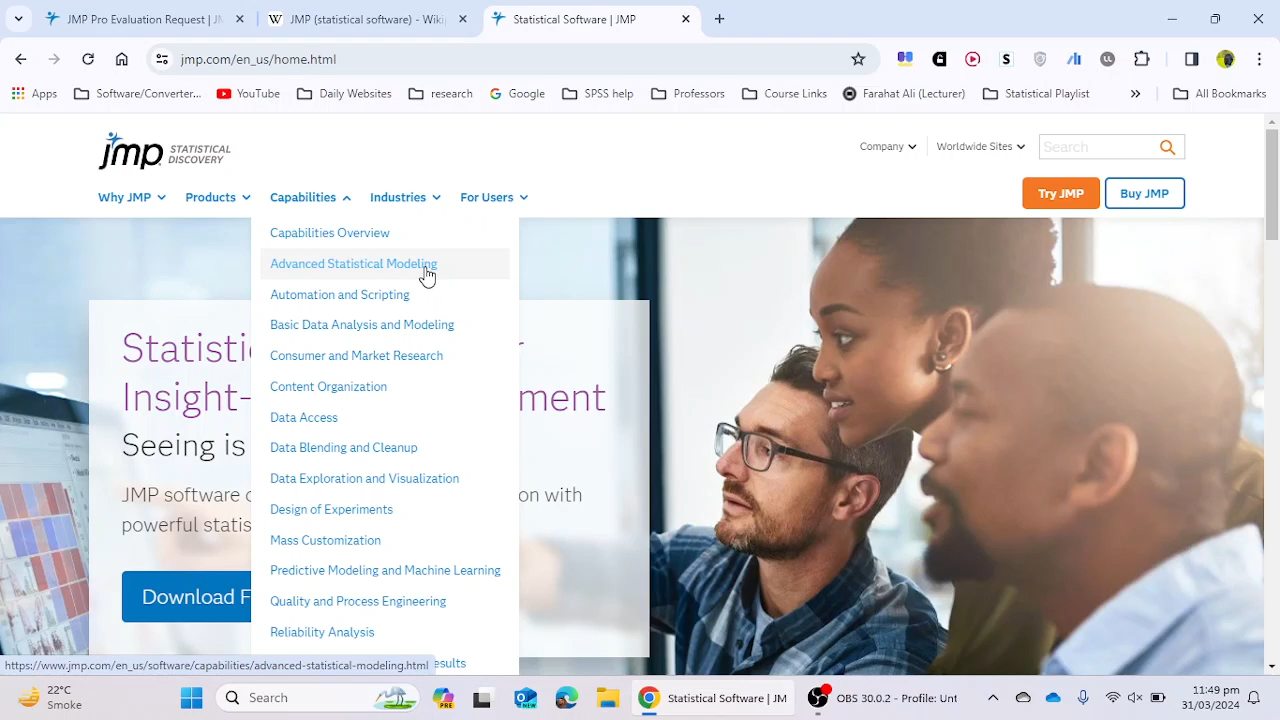 JMP Pro Evaluation Request | JM
JMP (statistical software) - Wiki
Statistical Software | JMP
jmp.com/en_us/home.html
Apps
Software/Converter...
YouTube
Daily Websites
research
Google
SPSS help
Professors
Course Links
Farahat Ali (Lecturer)
Statistical Playlist
All Bookmarks
jmp STATISTICAL
DISCOVERY
Company
Worldwide Sites
Search
Why JMP
Products
Capabilities
Industries
For Users
Try JMP
Buy JMP
Capabilities Overview
Advanced Statistical Modeling
Automation and Scripting
Basic Data Analysis and Modeling
Consumer and Market Research
Content Organization
Data Access
Data Blending and Cleanup
Data Exploration and Visualization
Design of Experiments
Mass Customization
Predictive Modeling and Machine Learning
Quality and Process Engineering
Reliability Analysis
esults
Statisti
Insight- ment
Seeing is
JMP software on with
powerful statis
Download F
https://www.jmp.com/en_us/software/capabilities/advanced-statistical-modeling.html
22°C
Smoke
Search
Statistical Software | JM
OBS 30.0.2 - Profile: Unt
11:49 pm
31/03/2024